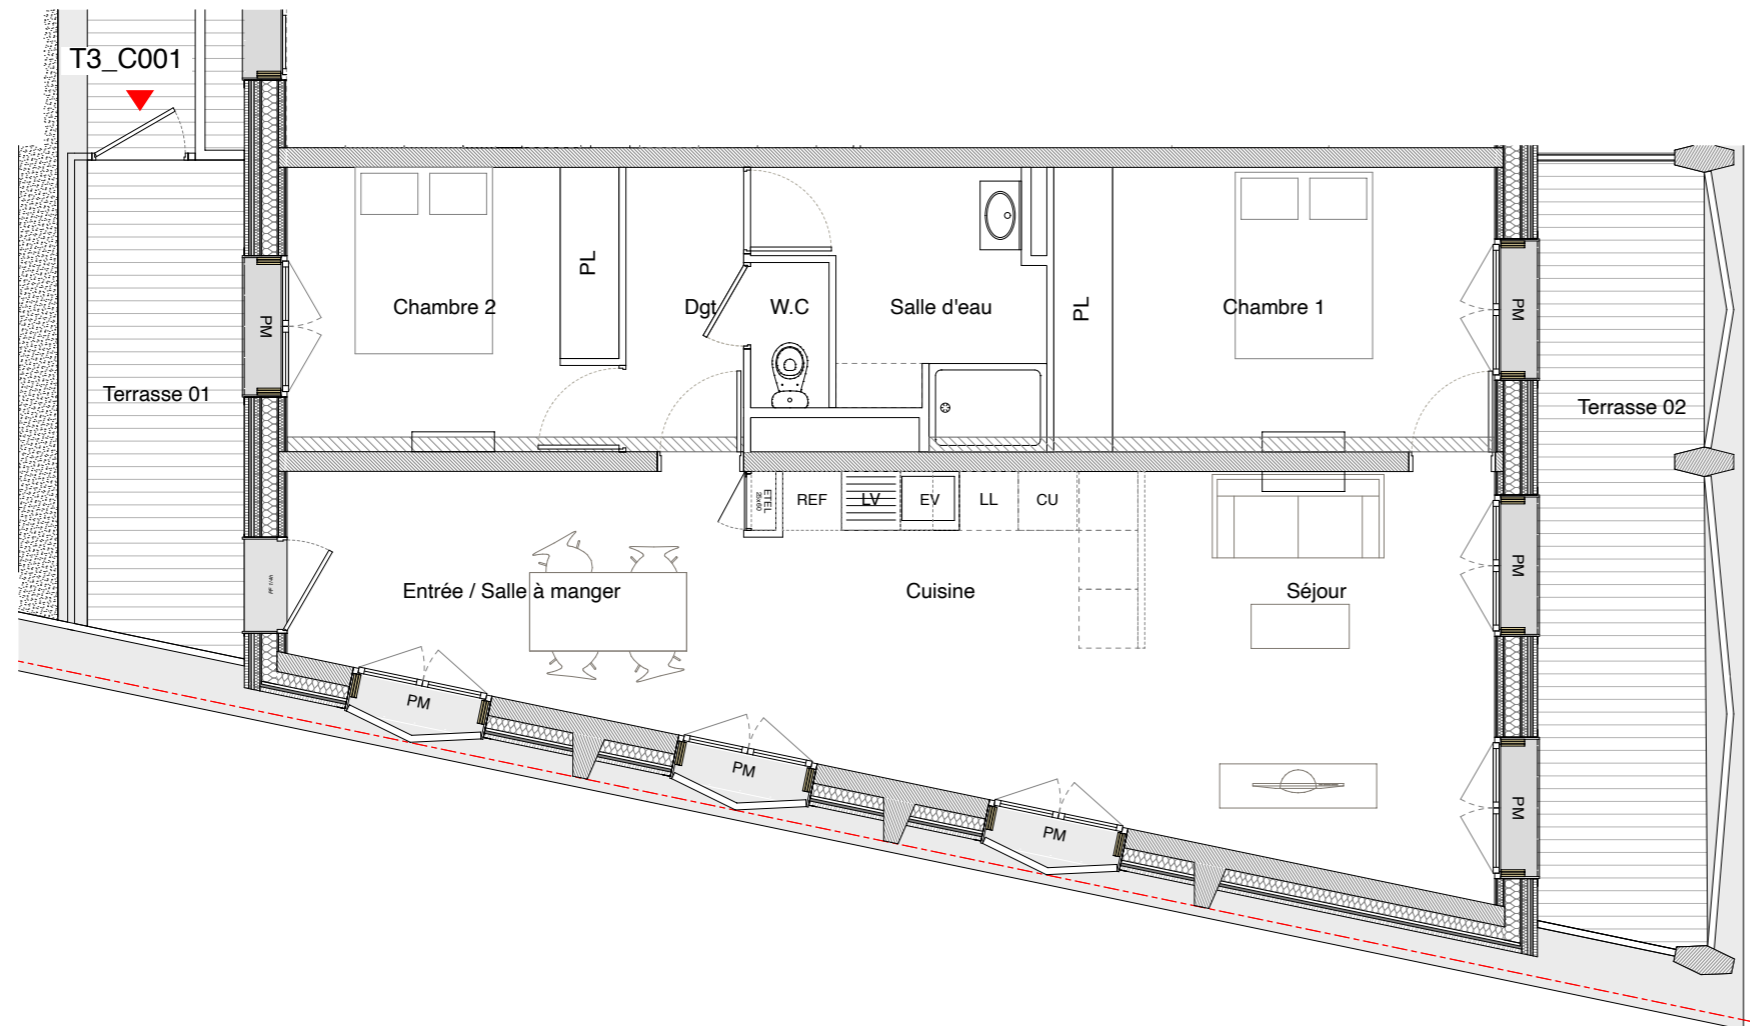 T3_C001
PL
Chambre 2
Dgt
W.C
Salle d'eau
PL
Chambre 1
PM
PM
Terrasse 01
Terrasse 02
ETEL
REF
LV
EV
LL
CU
PM
Entrée / Salle à manger
Cuisine
Séjour
PM
PM
PM
PM